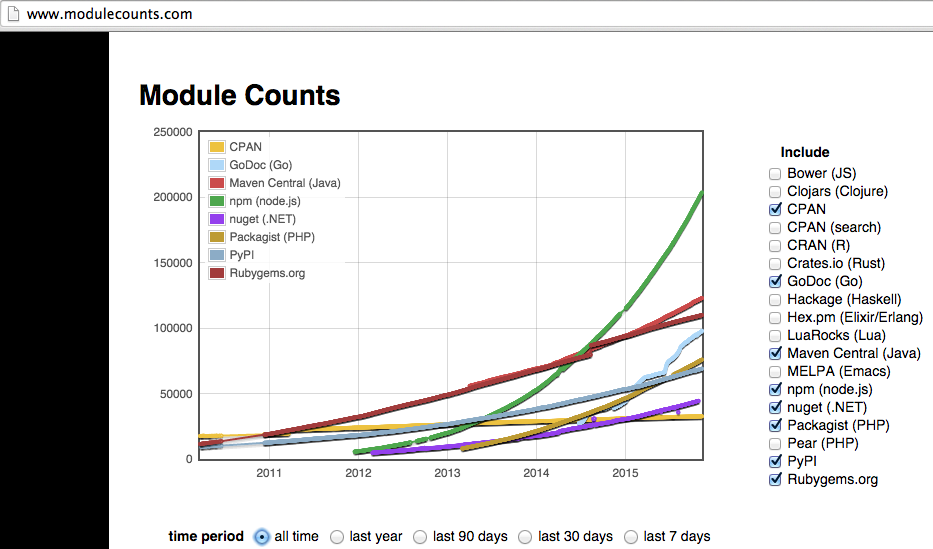 www.modulecounts.com
Module Counts
250000
200000
150000
100000
50000
0
CPAN
GoDoc (Go)
Maven Central (Java)
npm (node.js)
nuget (.NET)
Packagist (PHP)
PyPI
Rubygems.org
2011 2012 2013 2014 2015
Include
Bower (JS)
Clojars (Clojure)
CPAN
CPAN (search)
CRAN (R)
Crates.io (Rust)
GoDoc (Go)
Hackage (Haskell)
Hex.pm (Elixir/Erlang)
LuaRocks (Lua)
Maven Central (Java)
MELPA (Emacs)
npm (node.js)
nuget (.NET)
Packagist (PHP)
Pear (PHP)
PyPI
Rubygems.org
time period all time last year last 90 days last 30 days last 7 days